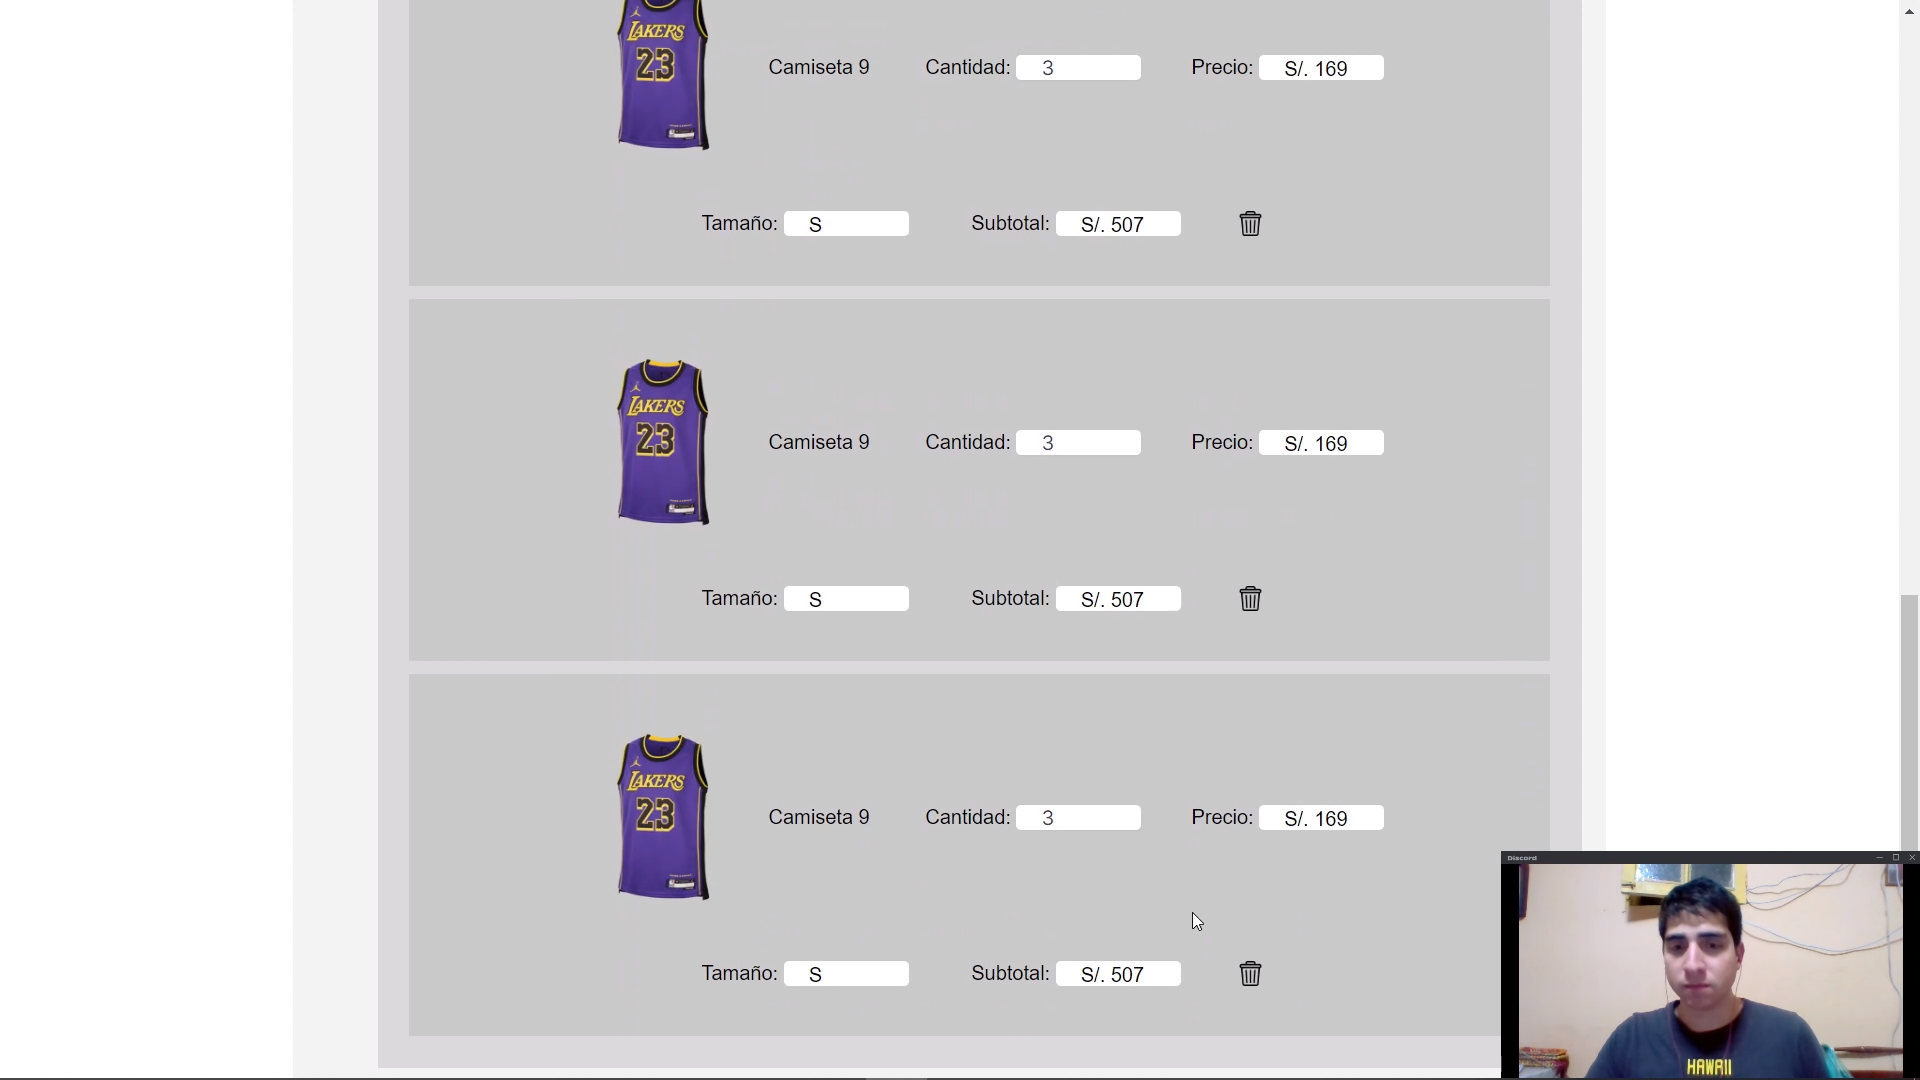 LAKERS
23
Camiseta 9 Cantidad: 3 Precio: S/. 169
Tamaño: S Subtotal: S/. 507
LAKERS
23
Camiseta 9 Cantidad: 3 Precio: S/. 169
Tamaño: S Subtotal: S/. 507
LAKERS
23
Camiseta 9 Cantidad: 3 Precio: S/. 169
Tamaño: S Subtotal: S/. 507
Discord
HAWAII